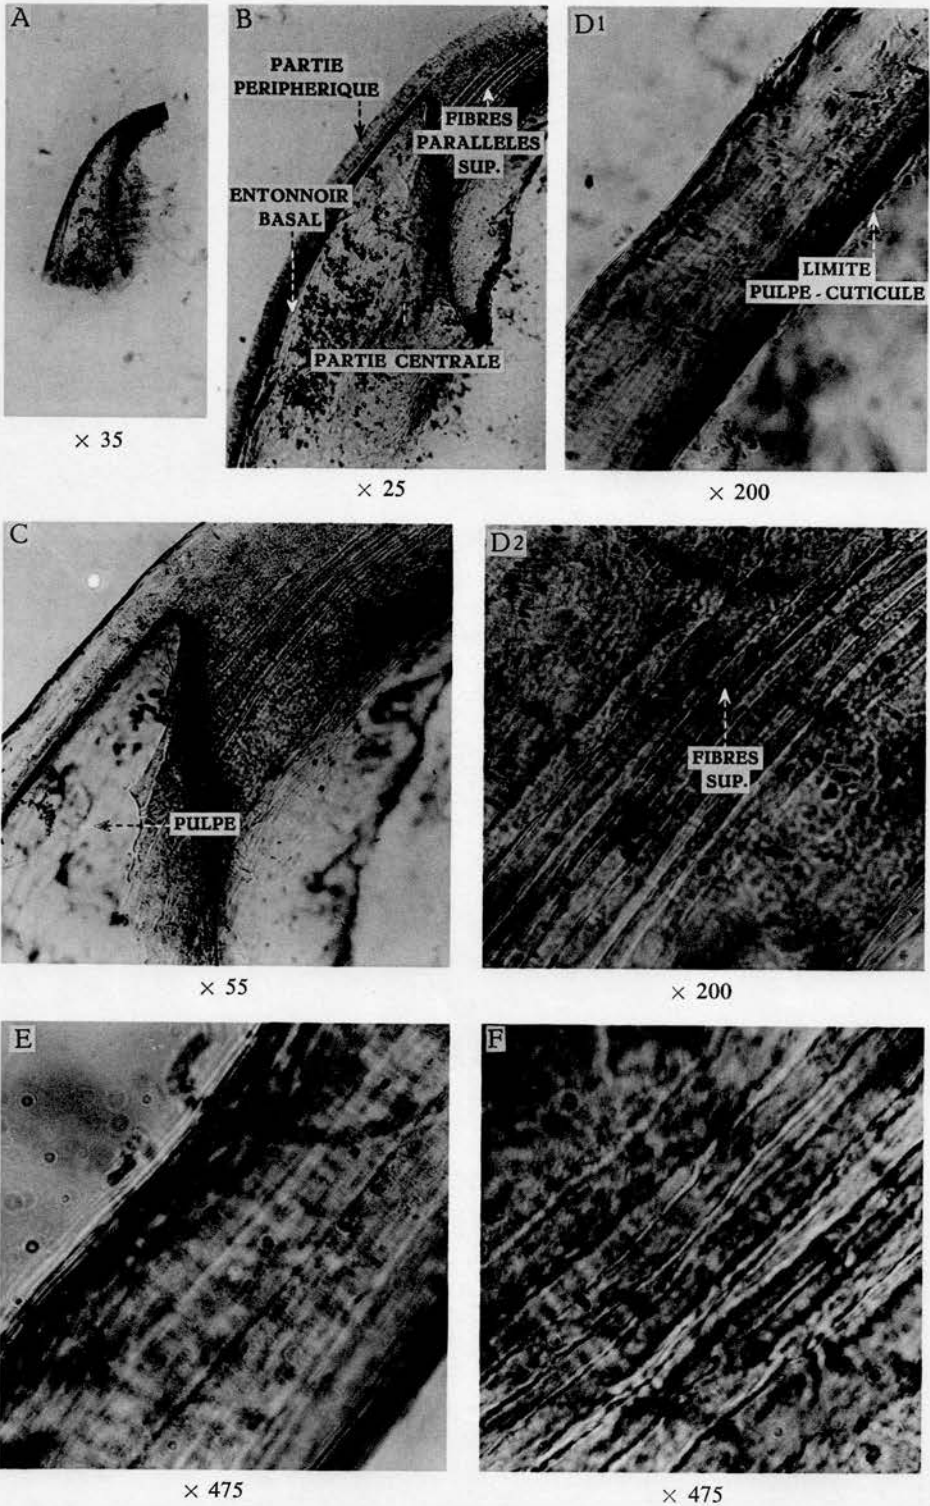 A
B
D1
PARTIE
PERIPHERIQUE
FIBRES
PARALLELES
SUP.
ENTONNOIR
BASAL
PARTIE CENTRALE
LIMITE
PULPE - CUTICULE
× 35
× 25
× 200
C
D2
PULPE
FIBRES
SUP.
× 55
× 200
E
F
× 475
× 475